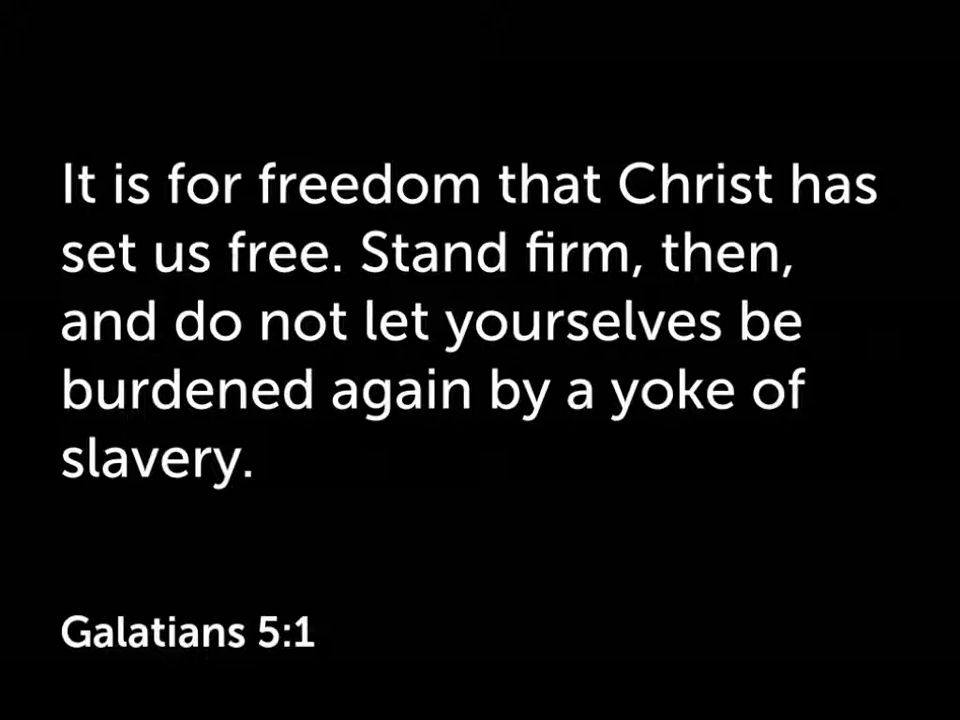 It is for freedom that Christ has
set us free. Stand firm, then,
and do not let yourselves be
burdened again by a yoke of
slavery.
Galatians 5:1